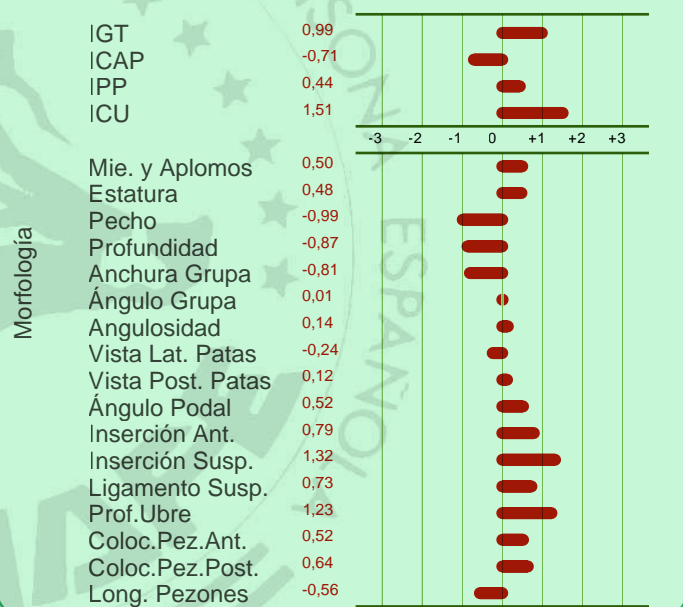 IGT 0,99
ICAP -0,71
IPP 0,44
ICU 1,51
-3 -2 -1 0 +1 +2 +3
Morfología
Mie. y Aplomos 0,50
Estatura 0,48
Pecho -0,99
Profundidad -0,87
Anchura Grupa -0,81
Ángulo Grupa 0,01
Angulosidad 0,14
Vista Lat. Patas -0,24
Vista Post. Patas 0,12
Ángulo Podal 0,52
Inserción Ant. 0,79
Inserción Susp. 1,32
Ligamento Susp. 0,73
Prof.Ubre 1,23
Coloc.Pez.Ant. 0,52
Coloc.Pez.Post. 0,64
Long. Pezones -0,56
ESPAÑOLA